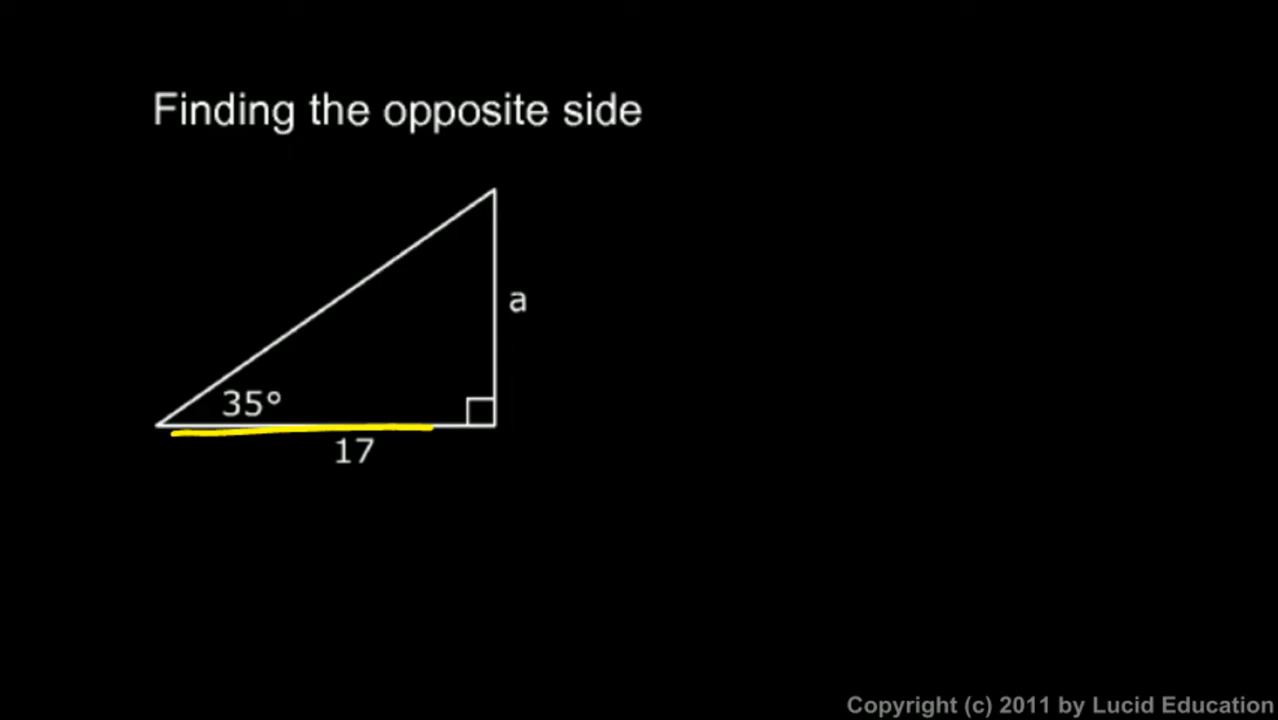 Finding the opposite side
a
35°
17
Copyright (c) 2011 by Lucid Education